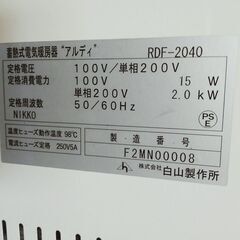 蓄熱式電気暖房器 "アルディ" RDF-2040
定格電圧 100V/単相200V
定格消費電力 100V 15W
単相200V 2.0kW
定格周波数 50/60Hz
NIKKO
PSE
温度ヒューズ動作温度 98℃
電流ヒューズ定格 250V5A
製・造・番・号
F2MN00008
株式会社 白山製作所